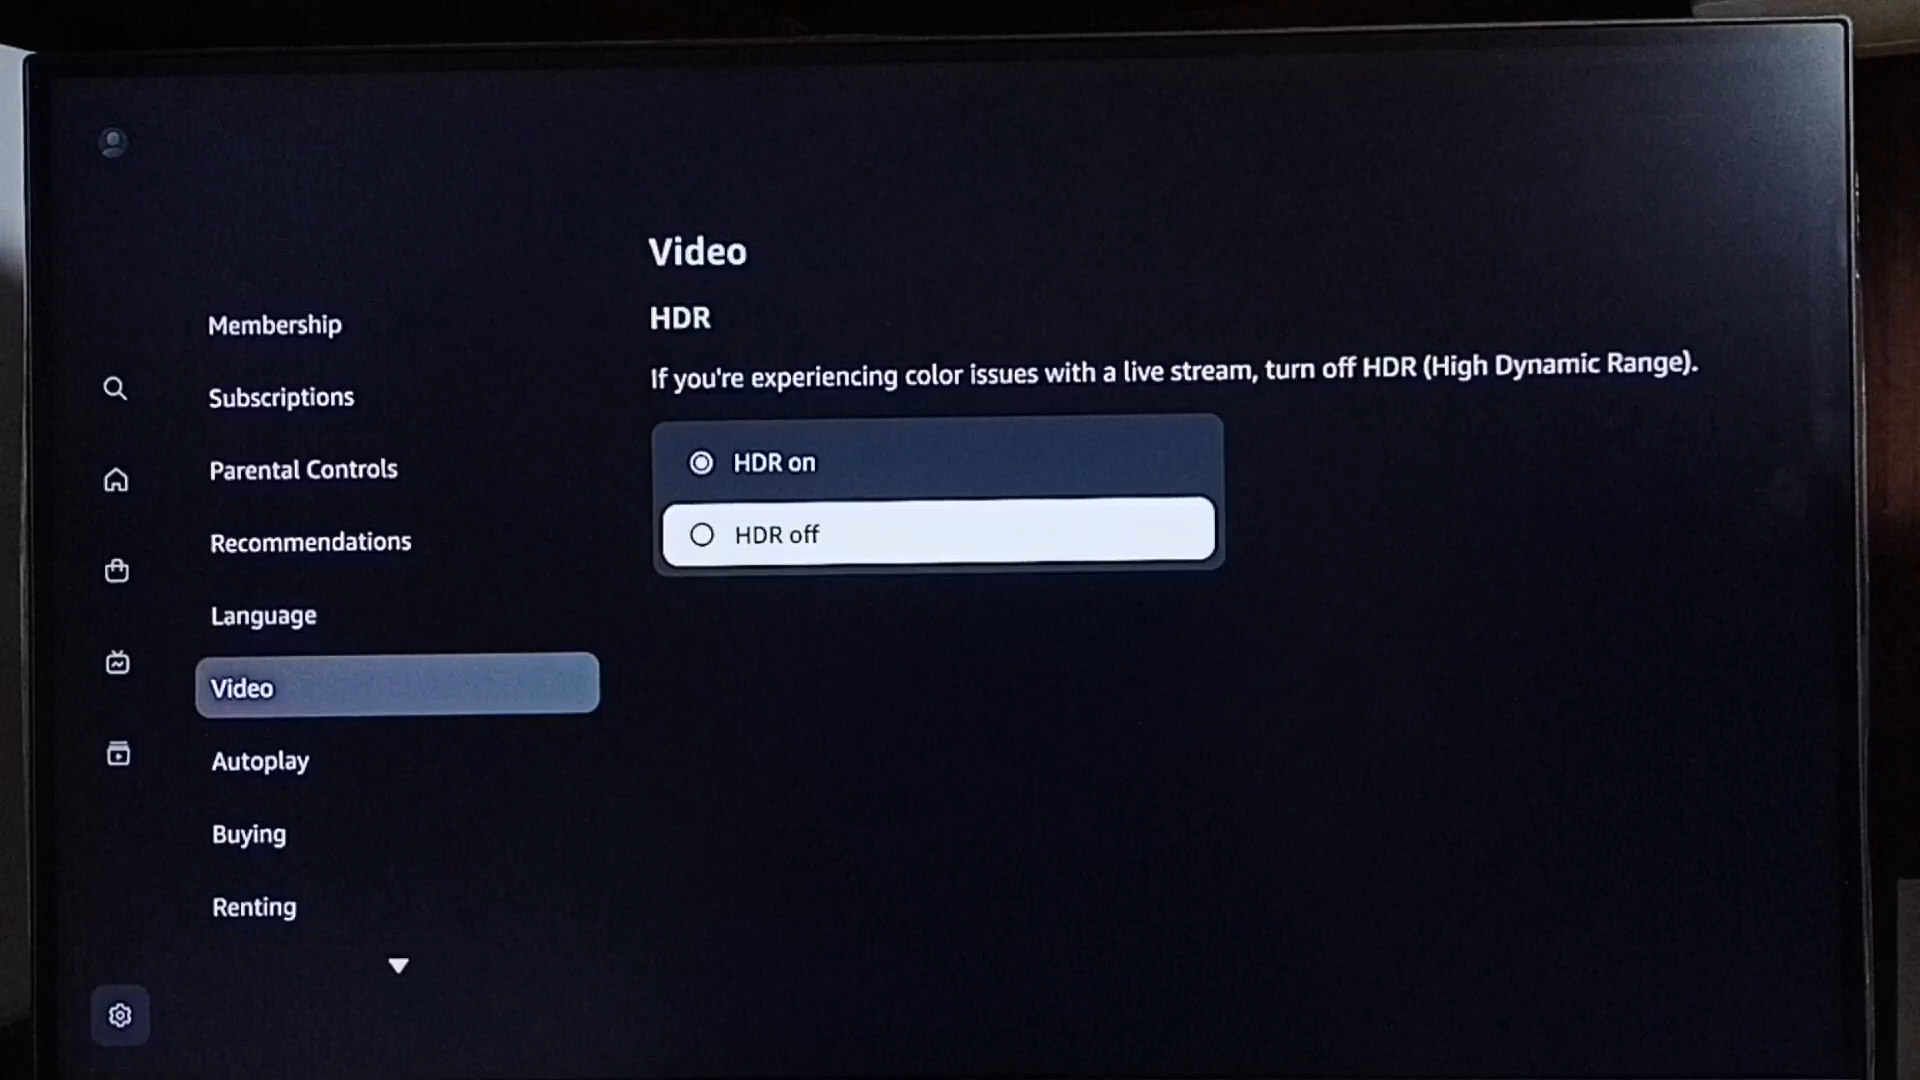 Membership
Subscriptions
Parental Controls
Recommendations
Language
Video
Autoplay
Buying
Renting
Video
HDR
If you're experiencing color issues with a live stream, turn off HDR (High Dynamic Range).
HDR on
HDR off